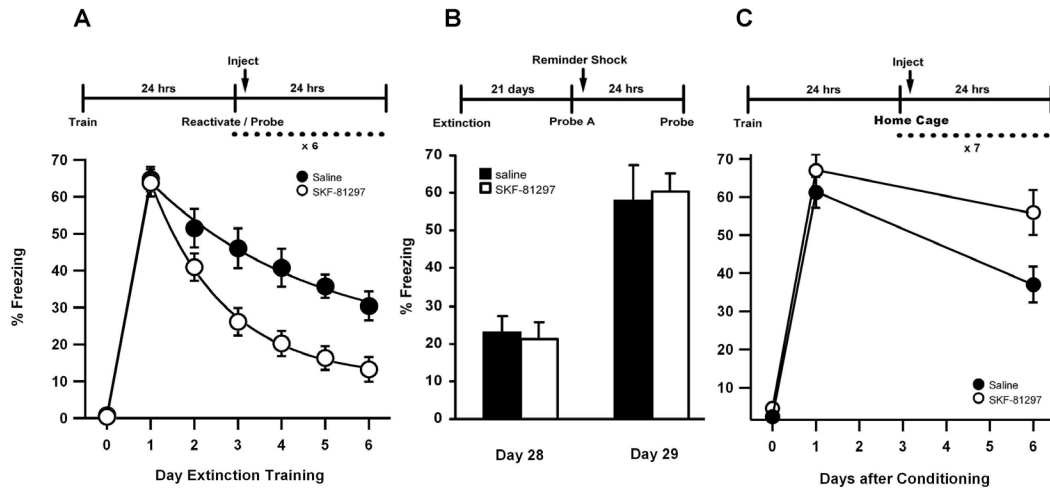 A
Inject
24 hrs 24 hrs
Train Reactivate / Probe
x 6
70
60
50
40
30
20
10
0
% Freezing
Saline
SKF-81297
0 1 2 3 4 5 6
Day Extinction Training
B
Reminder Shock
21 days 24 hrs
Extinction Probe A Probe
70
60
50
40
30
20
10
0
% Freezing
saline
SKF-81297
Day 28 Day 29
C
Inject
24 hrs 24 hrs
Train Home Cage
x 7
70
60
50
40
30
20
10
0
% Freezing
Saline
SKF-81297
0 1 2 3 4 5 6
Days after Conditioning